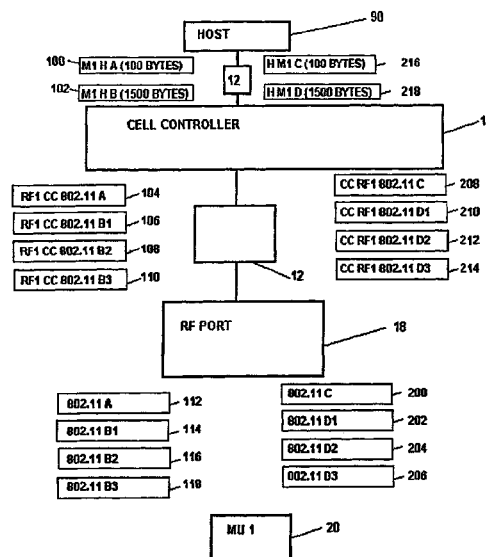 90
HOST
100
M1 H A (100 BYTES)
H M1 C (100 BYTES)
216
102
M1 H B (1500 BYTES)
12
H M1 D (1500 BYTES)
218
CELL CONTROLLER
1
RF1 CC 802.11 A
104
CC RF1 802.11 C
208
RF1 CC 802.11 B1
106
CC RF1 802.11 D1
210
RF1 CC 802.11 B2
108
CC RF1 802.11 D2
212
RF1 CC 802.11 B3
110
CC RF1 802.11 D3
214
12
RF PORT
18
802.11 A
112
802.11 C
200
802.11 B1
114
802.11 D1
202
802.11 B2
116
802.11 D2
204
802.11 B3
118
802.11 D3
206
MU 1
20